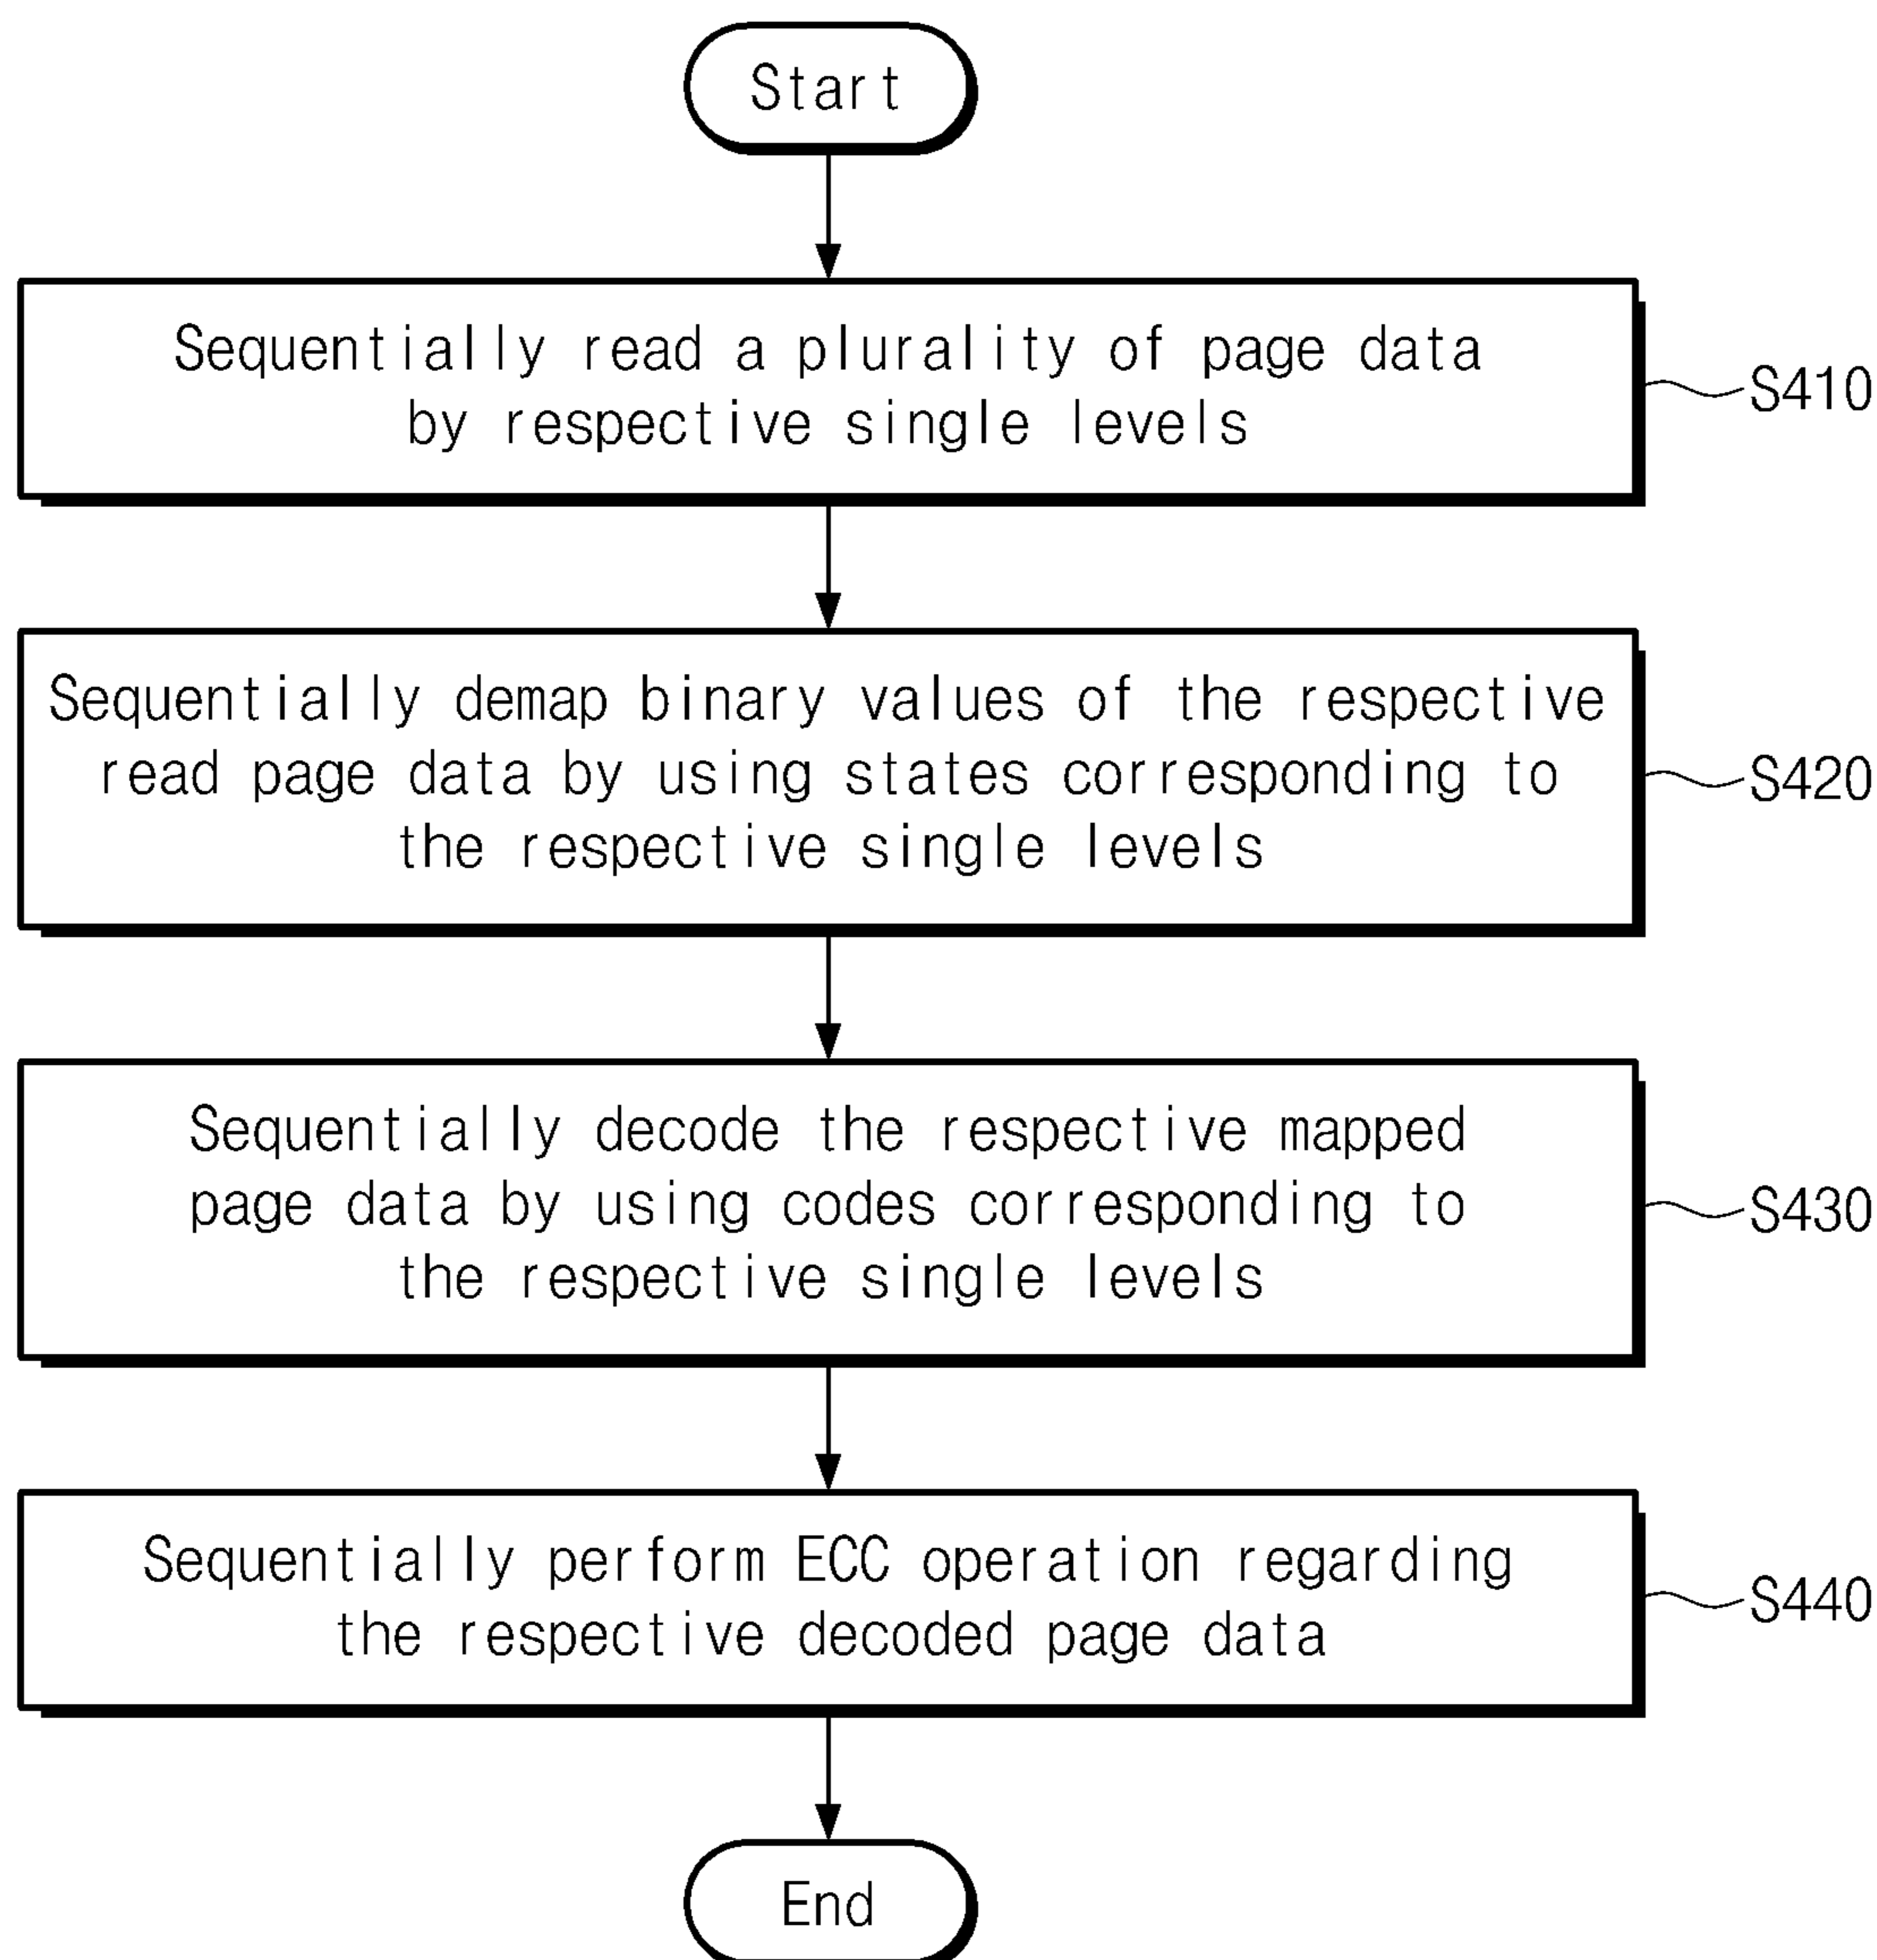 Start
Sequentially read a plurality of page data
by respective single levels
S410
Sequentially demap binary values of the respective
read page data by using states corresponding to
the respective single levels
S420
Sequentially decode the respective mapped
page data by using codes corresponding to
the respective single levels
S430
Sequentially perform ECC operation regarding
the respective decoded page data
S440
End